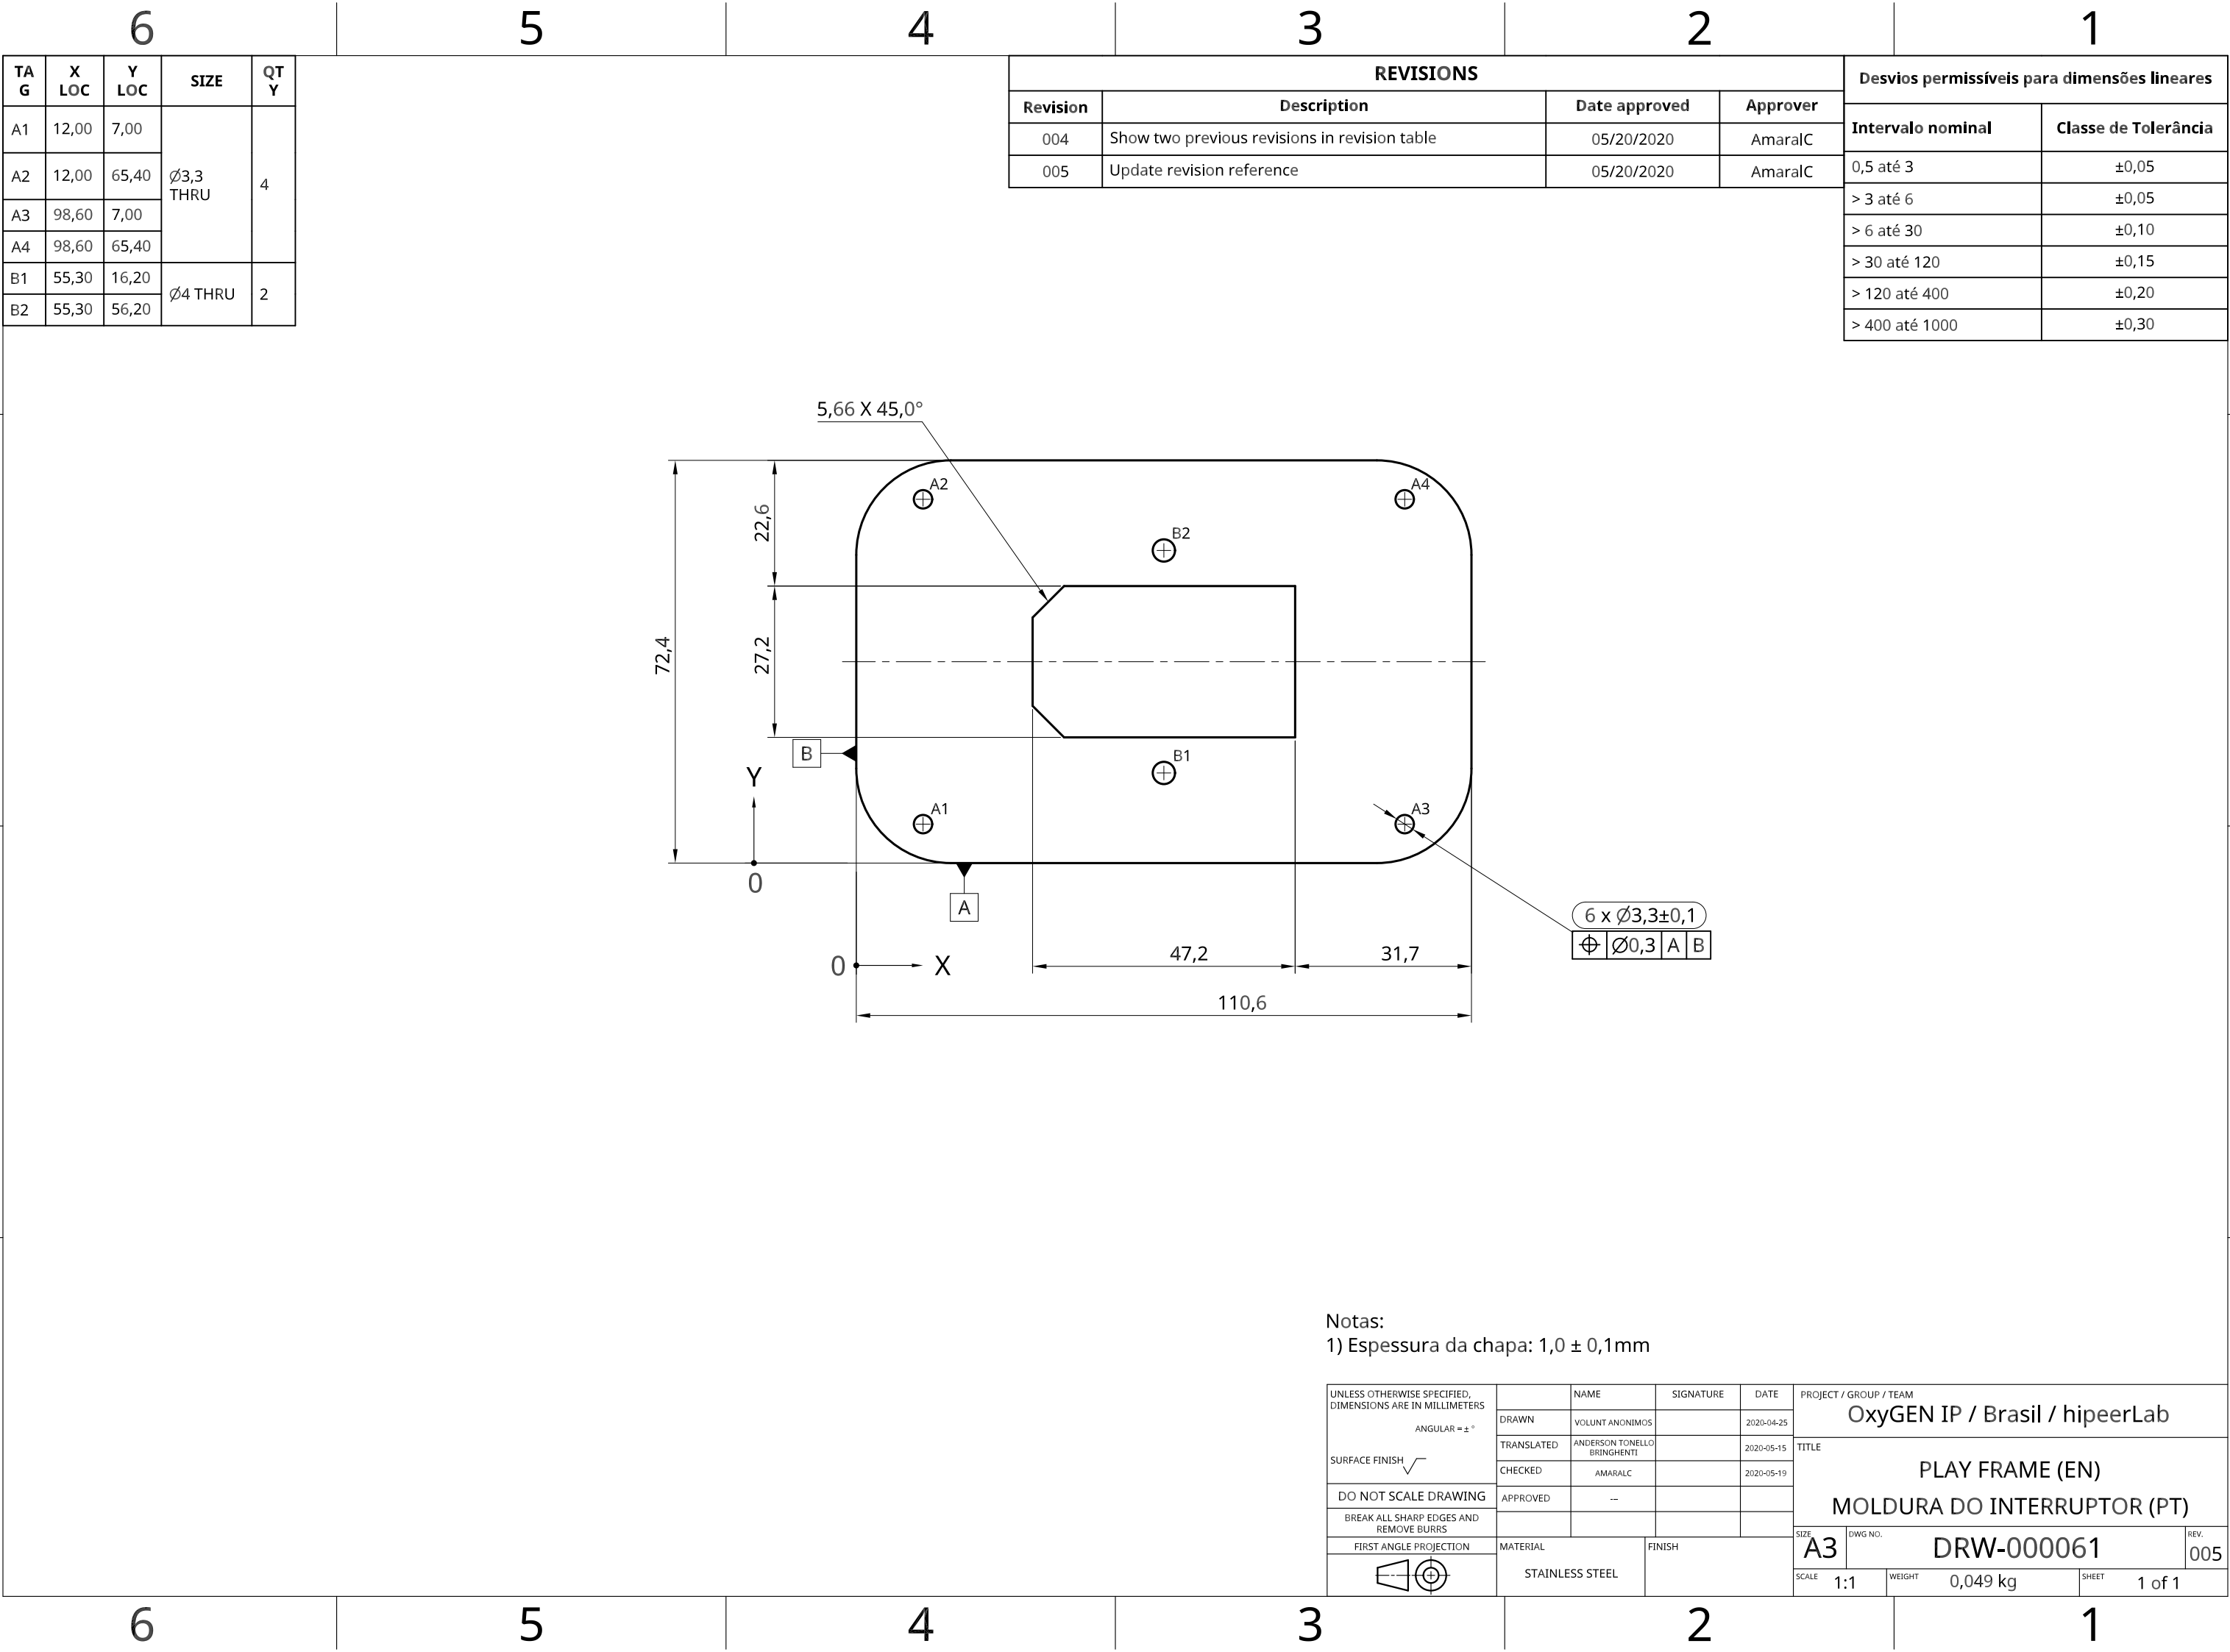 6 5 4 3 2 1
TA
G
X
LOC
Y
LOC
SIZE
QT
Y
A1 12,00 7,00
A2 12,00 65,40
A3 98,60 7,00
A4 98,60 65,40
Ø3,3
THRU
4
B1 55,30 16,20
B2 55,30 56,20
Ø4 THRU 2
REVISIONS
Revision Description Date approved Approver
004 Show two previous revisions in revision table 05/20/2020 AmaralC
005 Update revision reference 05/20/2020 AmaralC
Desvios permissíveis para dimensões lineares
Intervalo nominal Classe de Tolerância
0,5 até 3 ±0,05
> 3 até 6 ±0,05
> 6 até 30 ±0,10
> 30 até 120 ±0,15
> 120 até 400 ±0,20
> 400 até 1000 ±0,30
5,66 X 45,0°
A2
A4
22,6
B2
72,4
27,2
B
B1
Y
A1
A3
0
A
6 x Ø3,3±0,1
⌖ Ø0,3 A B
47,2
31,7
0
X
110,6
Notas:
1) Espessura da chapa: 1,0 ± 0,1mm
UNLESS OTHERWISE SPECIFIED,
DIMENSIONS ARE IN MILLIMETERS
ANGULAR = ± °
SURFACE FINISH
DO NOT SCALE DRAWING
BREAK ALL SHARP EDGES AND
REMOVE BURRS
FIRST ANGLE PROJECTION
NAME SIGNATURE DATE
DRAWN VOLUNT ANONIMOS 2020-04-25
TRANSLATED ANDERSON TONELLO
BRINGHENTI 2020-05-15
CHECKED AMARALC 2020-05-19
APPROVED ---
MATERIAL
STAINLESS STEEL
FINISH
PROJECT / GROUP / TEAM
OxyGEN IP / Brasil / hipeerLab
TITLE
PLAY FRAME (EN)
MOLDURA DO INTERRUPTOR (PT)
SIZE
A3
DWG NO.
DRW-000061
REV.
005
SCALE 1:1
WEIGHT 0,049 kg
SHEET 1 of 1
6 5 4 3 2 1